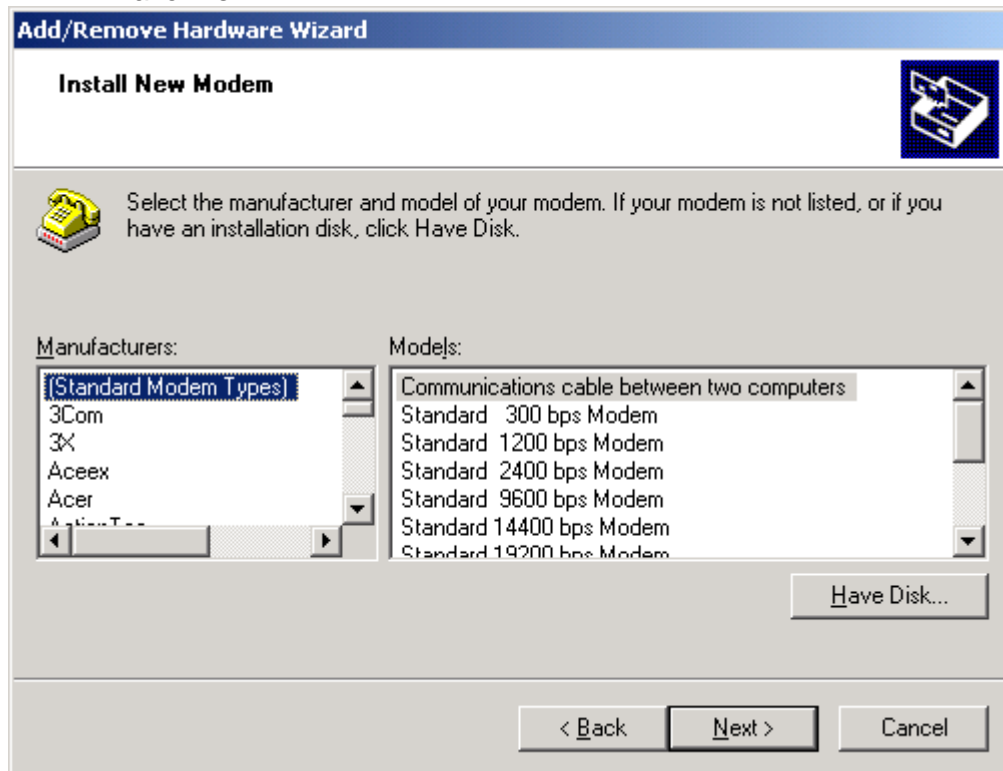 Add/Remove Hardware Wizard
Install New Modem
Select the manufacturer and model of your modem. If your modem is not listed, or if you
have an installation disk, click Have Disk.
Manufacturers:
(Standard Modem Types)
3Com
3X
Aceex
Acer
Models:
Communications cable between two computers
Standard 300 bps Modem
Standard 1200 bps Modem
Standard 2400 bps Modem
Standard 9600 bps Modem
Standard 14400 bps Modem
Standard 19200 bps Modem
Have Disk...
< Back
Next >
Cancel